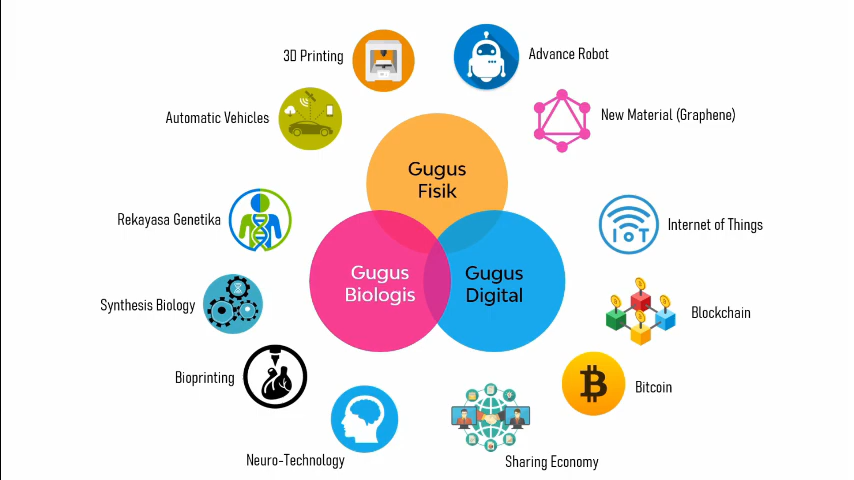 3D Printing
Advance Robot
Automatic Vehicles
New Material (Graphene)
Gugus
Fisik
Rekayasa Genetika
IoT
Internet of Things
Gugus
Biologis
Gugus
Digital
Synthesis Biology
Blockchain
Bioprinting
Bitcoin
Neuro-Technology
Sharing Economy